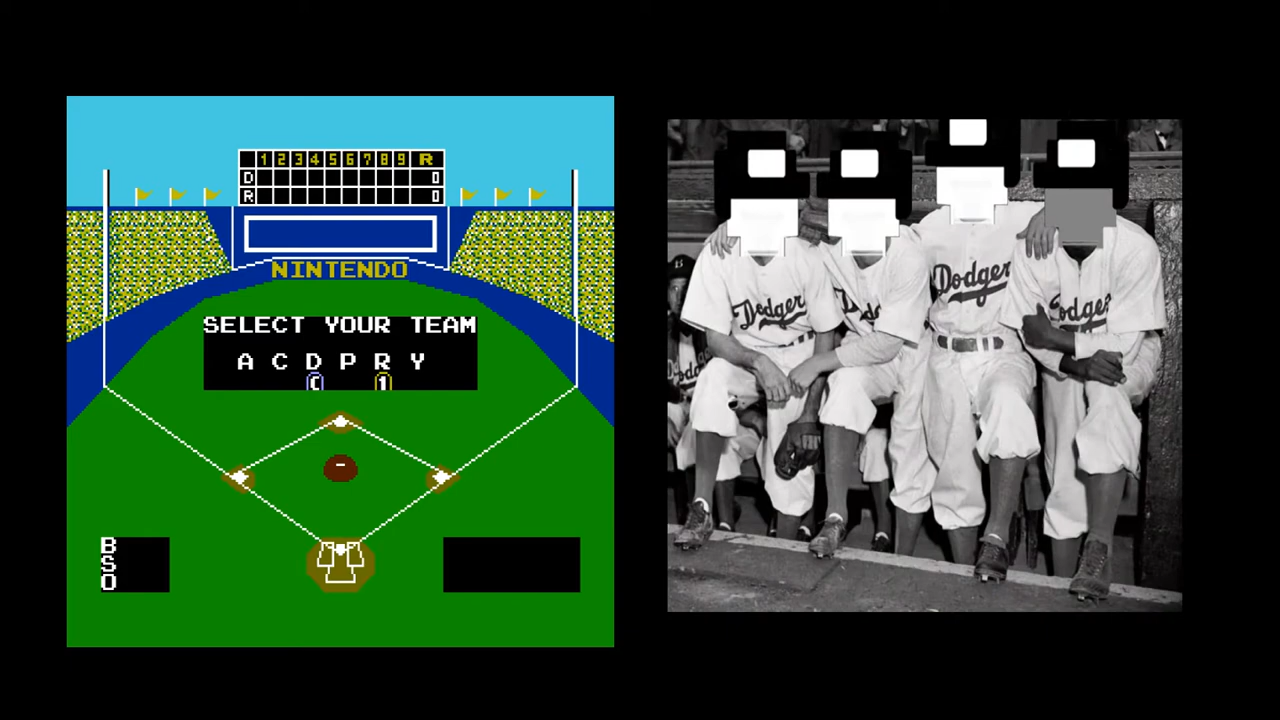 1 2 3 4 5 6 7 8 9 R
D 0
R 0
NINTENDO
SELECT YOUR TEAM
A C D P R Y
C 1
B
S
O
Dodgers
Dodgers
B